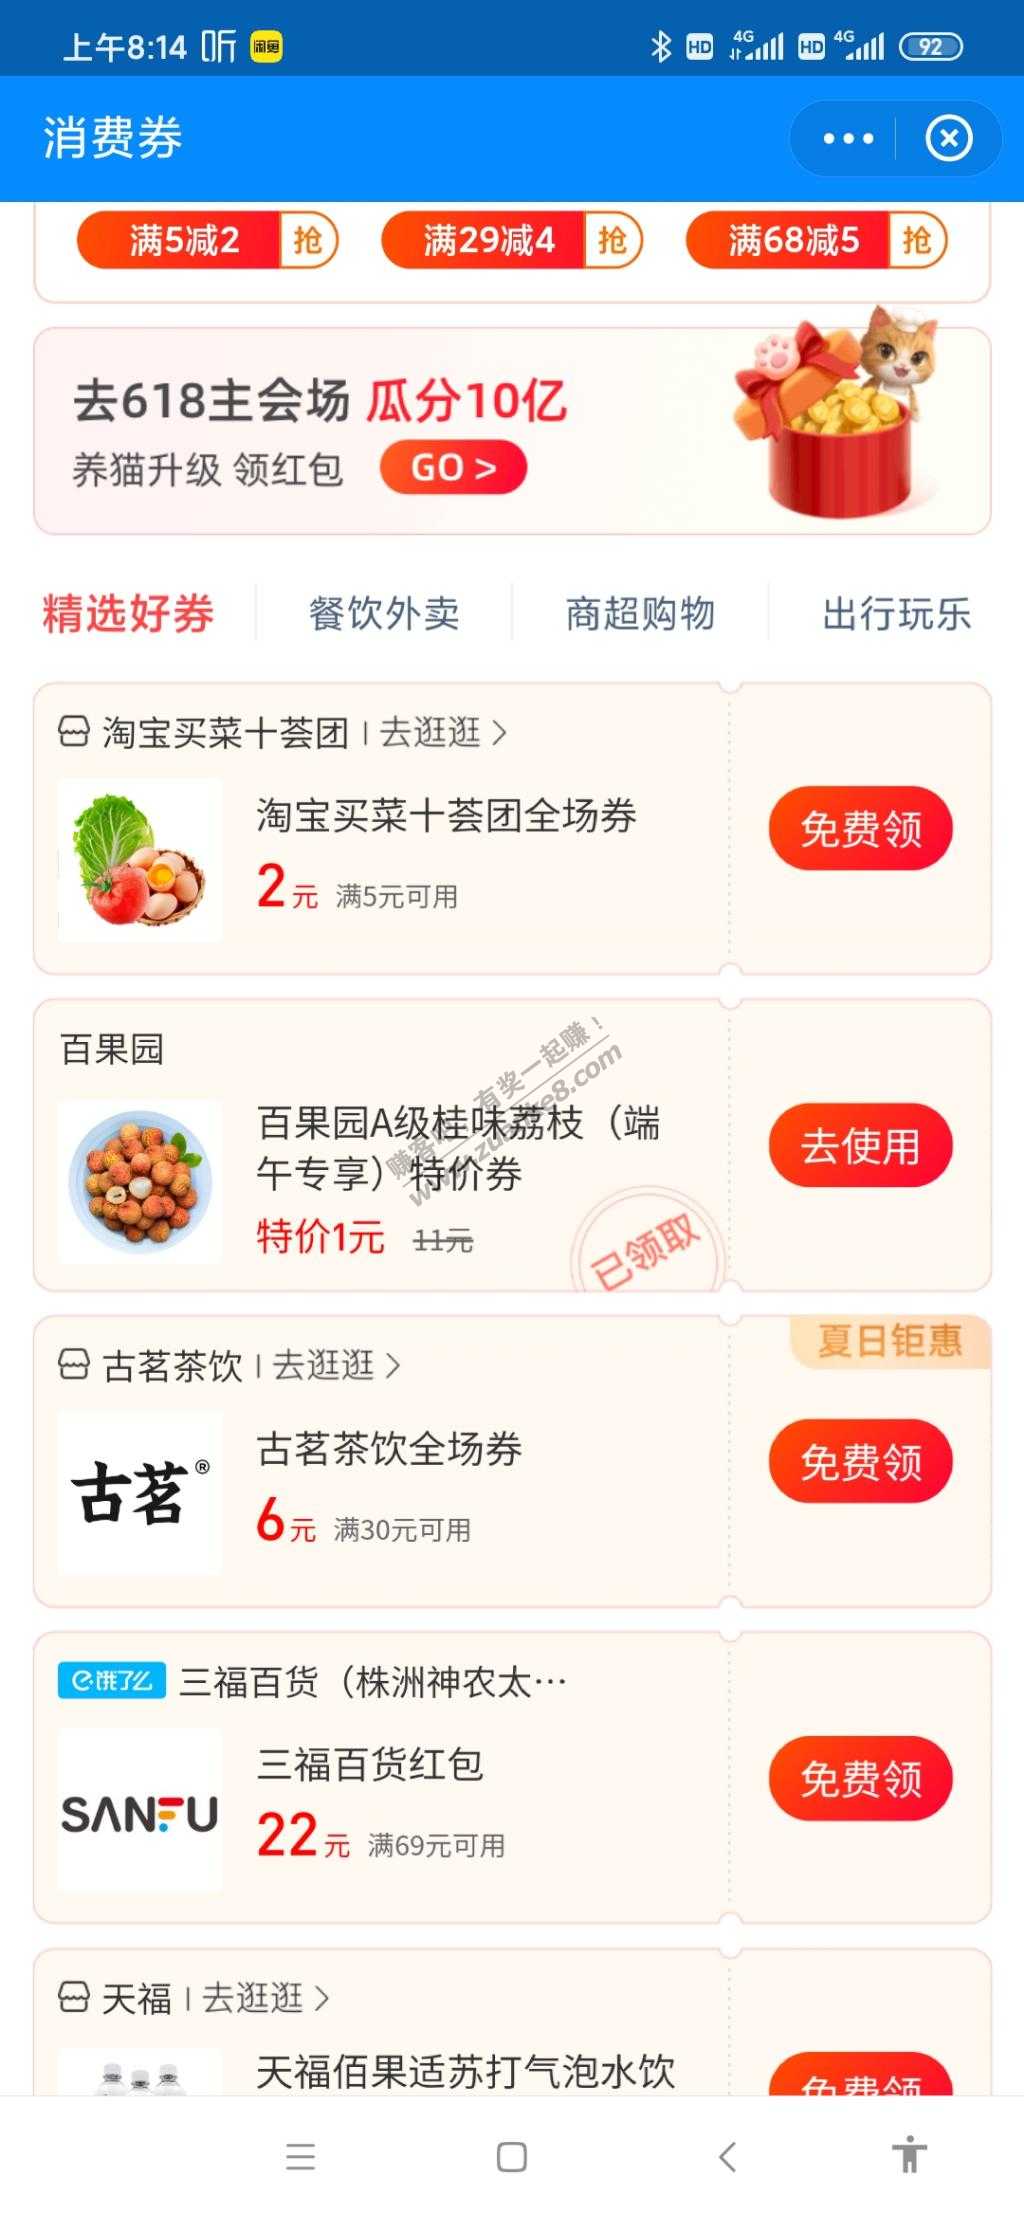 上午8:14 听 闲鱼 HD 4G HD 4G 92
消费券
满5减2 抢 满29减4 抢 满68减5 抢
去618主会场 瓜分10亿
养猫升级 领红包 GO >
精选好券 餐饮外卖 商超购物 出行玩乐
淘宝买菜十荟团 | 去逛逛 >
淘宝买菜十荟团全场券
2元 满5元可用
免费领
百果园
百果园A级桂味荔枝（端
午专享）特价券
特价1元 11元
已领取
去使用
赚客吧，有奖一起赚！
www.zuanke8.com
夏日钜惠
古茗茶饮 | 去逛逛 >
古茗®
古茗茶饮全场券
6元 满30元可用
免费领
饿了么 三福百货（株洲神农太…
SANFU
三福百货红包
22元 满69元可用
免费领
天福 | 去逛逛 >
天福佰果适苏打气泡水饮
免费领